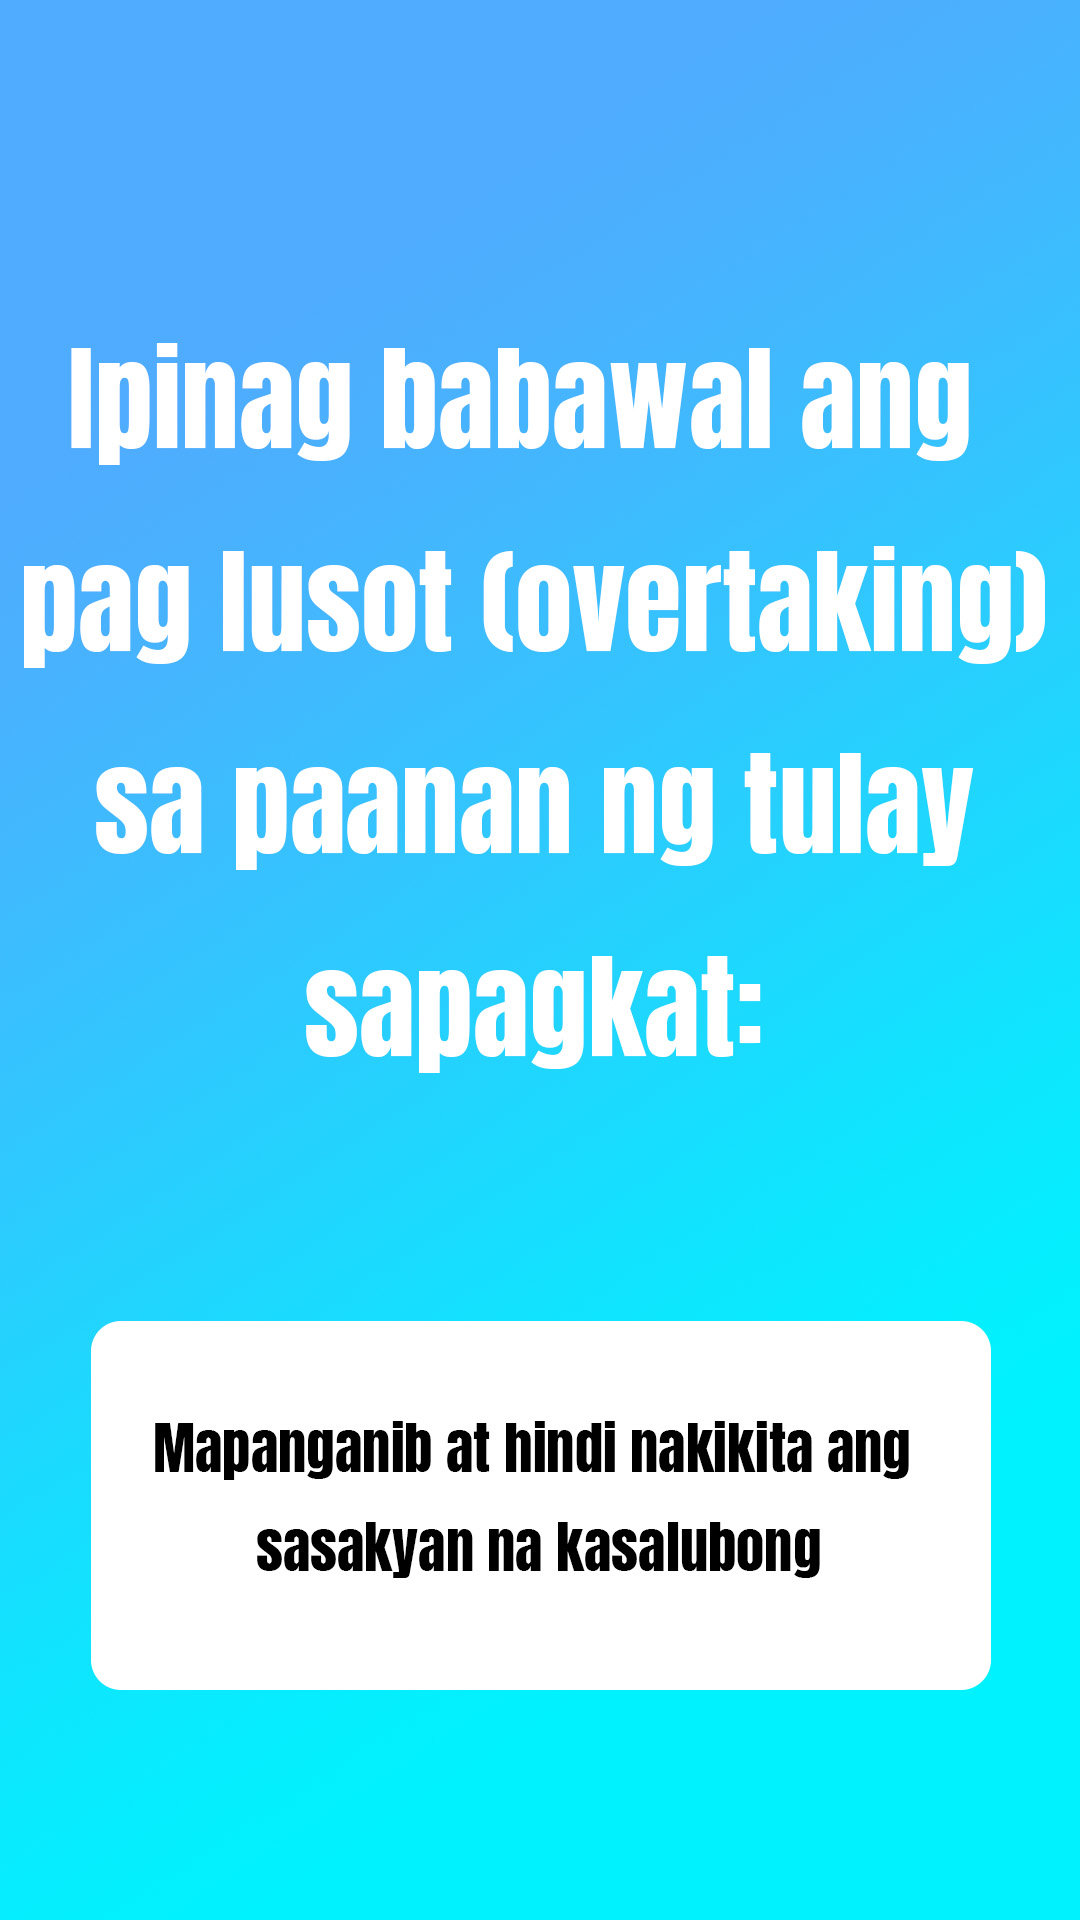 Ipinag babawal ang
pag lusot (overtaking)
sa paanan ng tulay
sapagkat:
Mapanganib at hindi nakikita ang
sasakyan na kasalubong